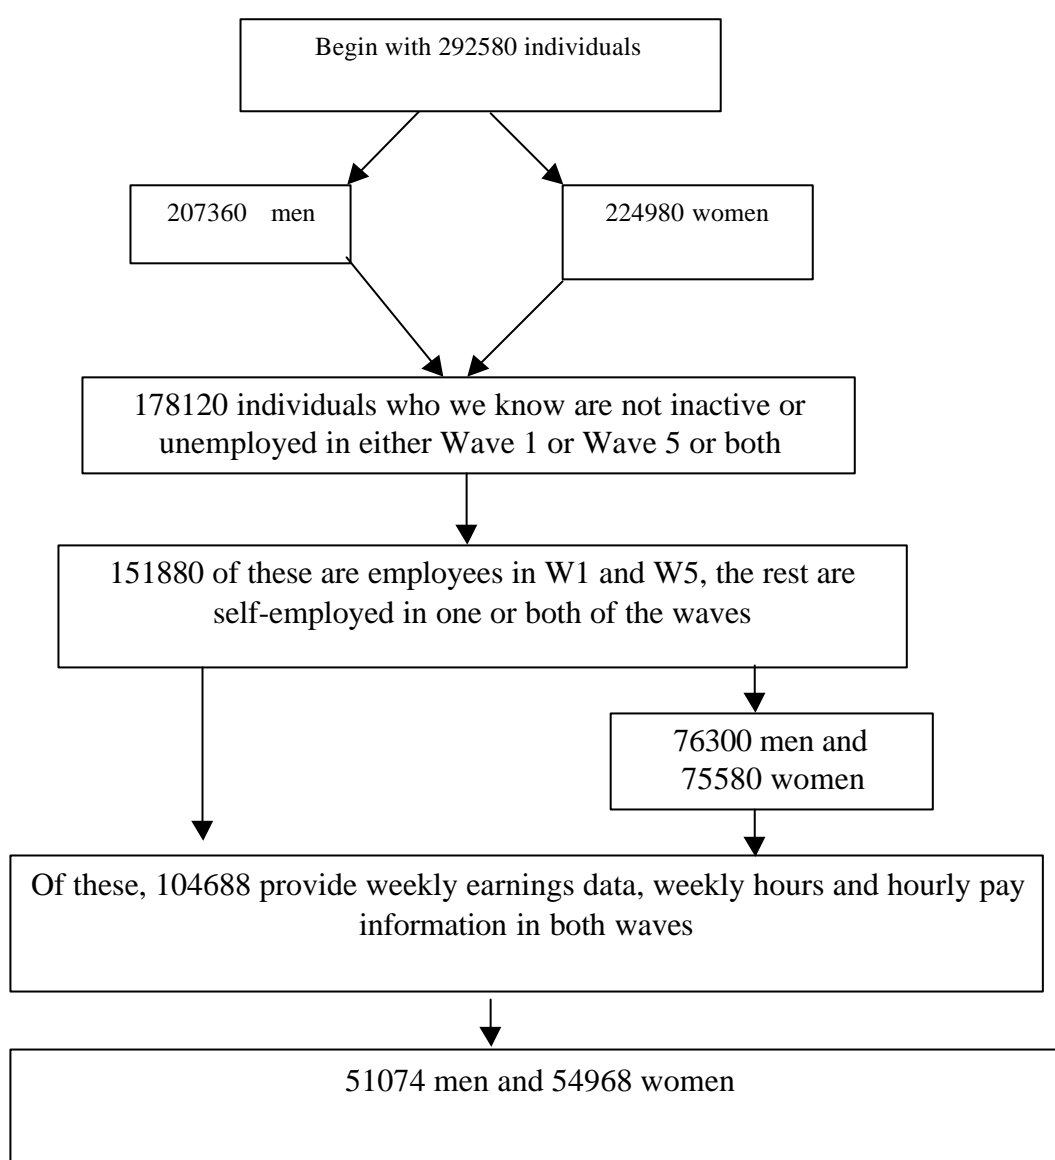 Begin with 292580 individuals
207360 men
224980 women
178120 individuals who we know are not inactive or
unemployed in either Wave 1 or Wave 5 or both
151880 of these are employees in W1 and W5, the rest are
self-employed in one or both of the waves
76300 men and
75580 women
Of these, 104688 provide weekly earnings data, weekly hours and hourly pay
information in both waves
51074 men and 54968 women